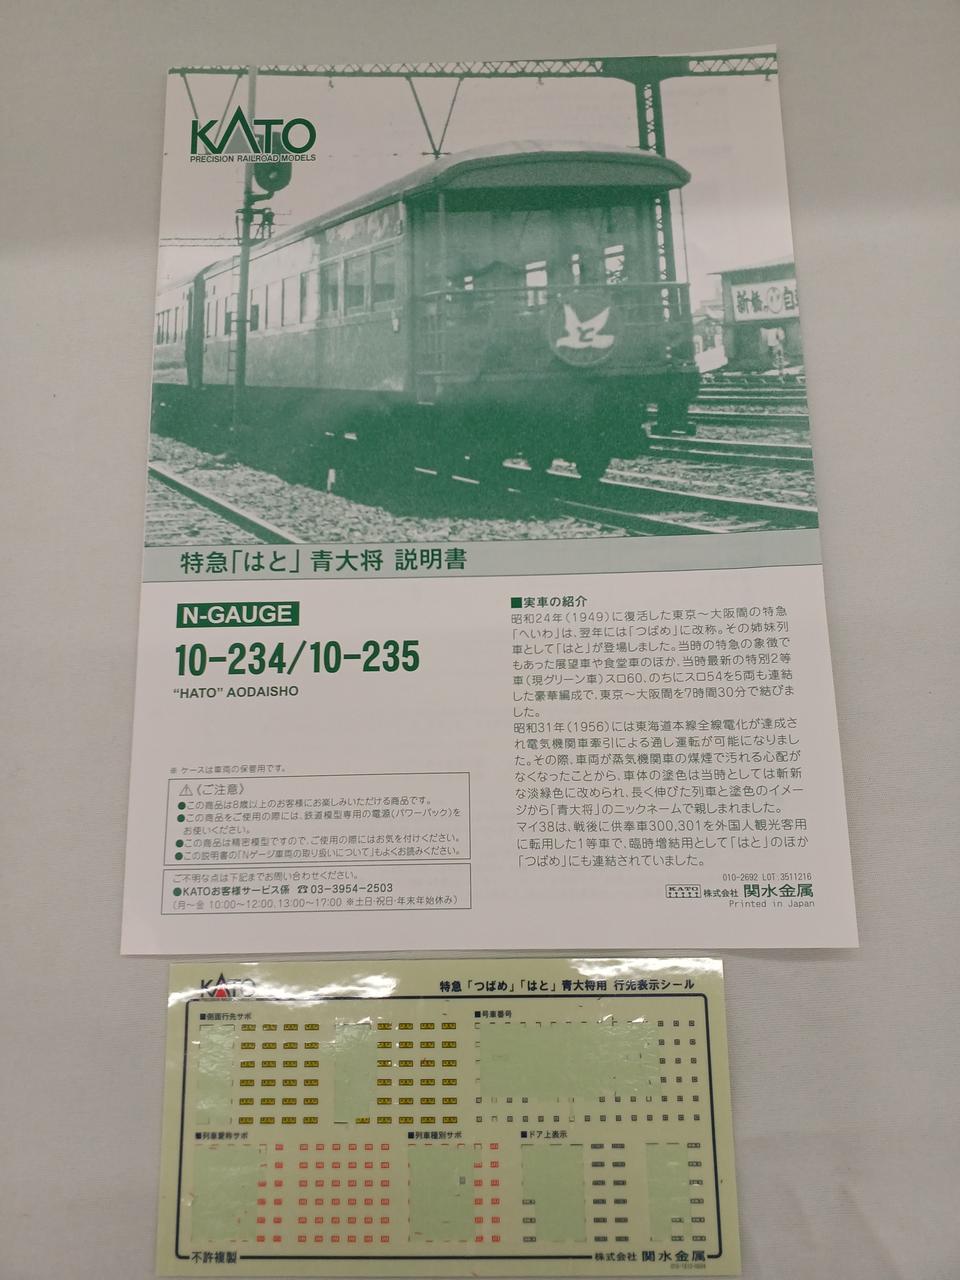 KATO
PRECISION RAILROAD MODELS
と
新橋
特急「はと」青大将 説明書
N-GAUGE
10-234/10-235
“HATO” AODAISHO
※ ケースは車両の保管用です。
⚠《ご注意》
●この商品は8歳以上のお客様にお楽しみいただける商品です。
●この商品をご使用の際には、鉄道模型専用の電源(パワーパック)を
お使いください。
●この商品は精密模型ですので、ご使用の際にはお気を付けください。
●この説明書の「Nゲージ車両の取り扱いについて」もよくお読みください。
ご不明な点は下記までお問い合わせください。
●KATOお客様サービス係 ☎03-3954-2503
(月〜金 10:00〜12:00、13:00〜17:00 ※土日・祝日・年末年始休み)
■実車の紹介
昭和24年(1949)に復活した東京〜大阪間の特急
「へいわ」は、翌年には「つばめ」に改称。その姉妹列
車として「はと」が登場しました。当時の特急の象徴で
もあった展望車や食堂車のほか、当時最新の特別2等
車(現グリーン車)スロ60、のちにスロ54を5両も連結
した豪華編成で、東京〜大阪間を7時間30分で結びま
した。
昭和31年(1956)には東海道本線全線電化が達成さ
れ電気機関車牽引による通し運転が可能になりまし
た。その際、車両が蒸気機関車の煤煙で汚れる心配が
なくなったことから、車体の塗色は当時としては斬新
な淡緑色に改められ、長く伸びた列車と塗色のイメー
ジから「青大将」のニックネームで親しまれました。
マイ38は、戦後に供奉車300,301を外国人観光客用
に転用した1等車で、臨時増結用として「はと」のほか
「つばめ」にも連結されていました。
010-2692 LOT:3511216
KATO 株式会社 関水金属
Printed in Japan
KATO
特急「つばめ」「はと」青大将用 行先表示シール
■側面行先サボ
■号車番号
■列車愛称サボ
■列車種別サボ
■ドア上表示
不許複製
株式会社 関水金属